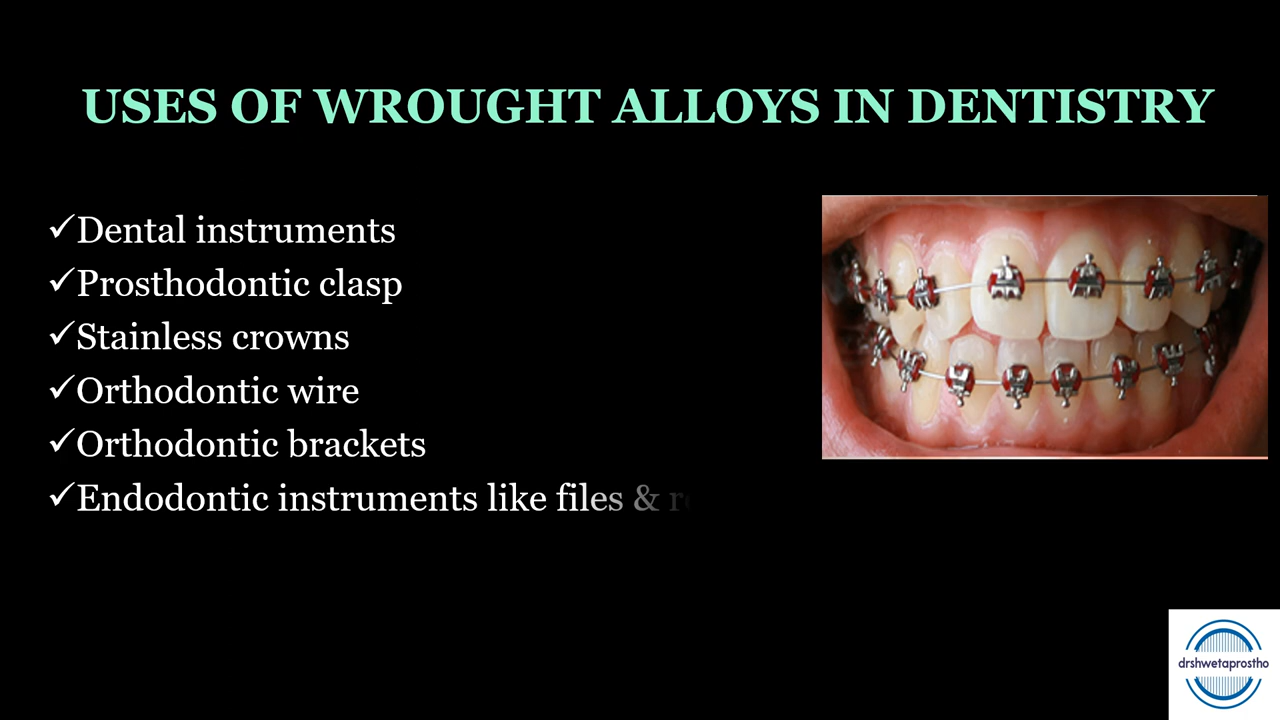 USES OF WROUGHT ALLOYS IN DENTISTRY
✓Dental instruments
✓Prosthodontic clasp
✓Stainless crowns
✓Orthodontic wire
✓Orthodontic brackets
✓Endodontic instruments like files &
drshwetaprostho